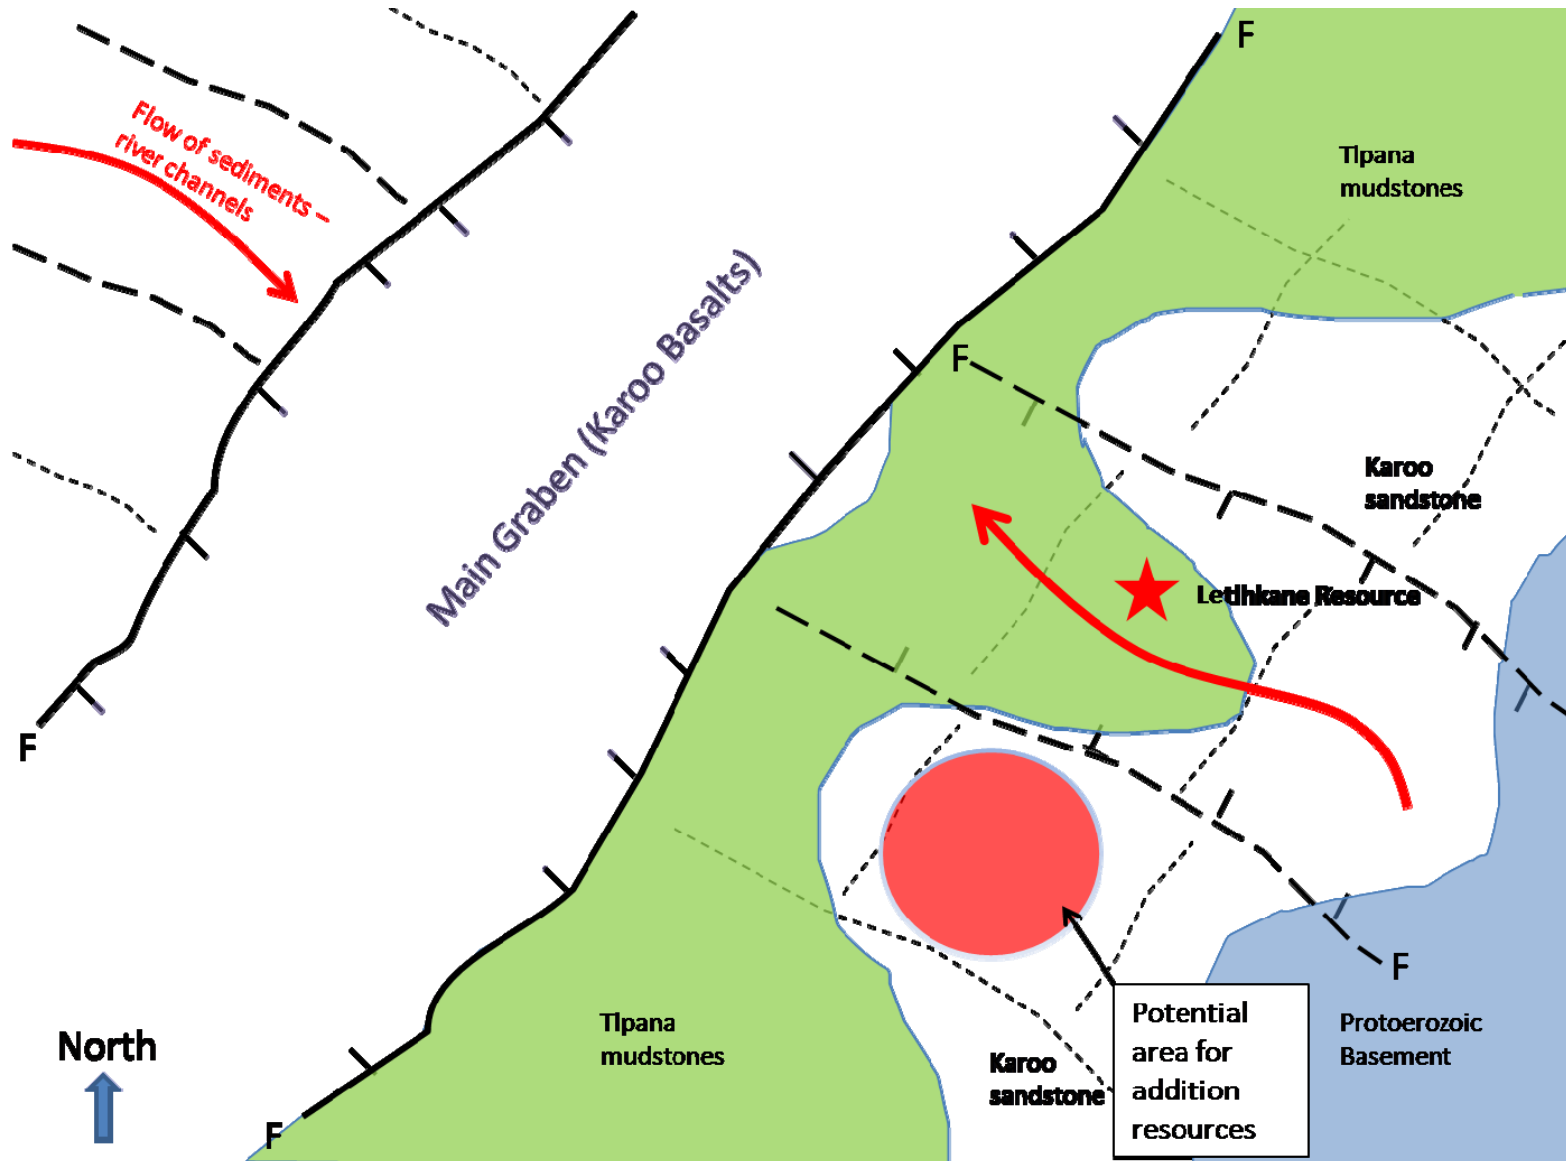 F
Flow of sediments –
river channels
Tlpana
mudstones
Main Graben (Karoo Basalts)
F
Karoo
sandstone
Letlhkane Resource
F
F
Tlpana
mudstones
North
Karoo
sandstone
Potential
area for
addition
resources
Protoerozoic
Basement
F